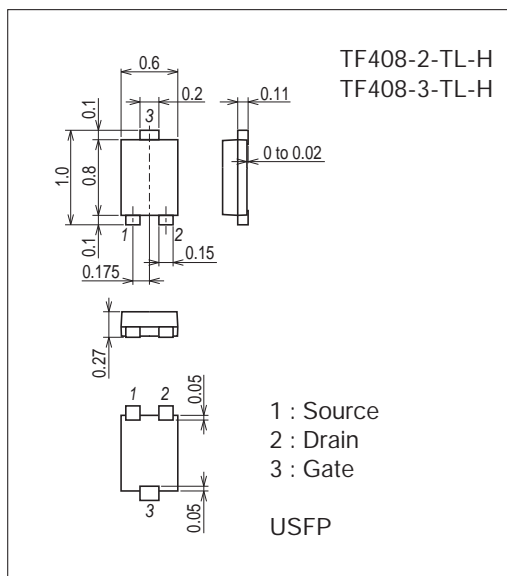 TF408-2-TL-H
TF408-3-TL-H
0.6
0.2
0.11
0.1
3
0 to 0.02
1.0
0.8
0.1
1
2
0.15
0.175
0.27
1
2
0.05
3
0.05
1 : Source
2 : Drain
3 : Gate
USFP